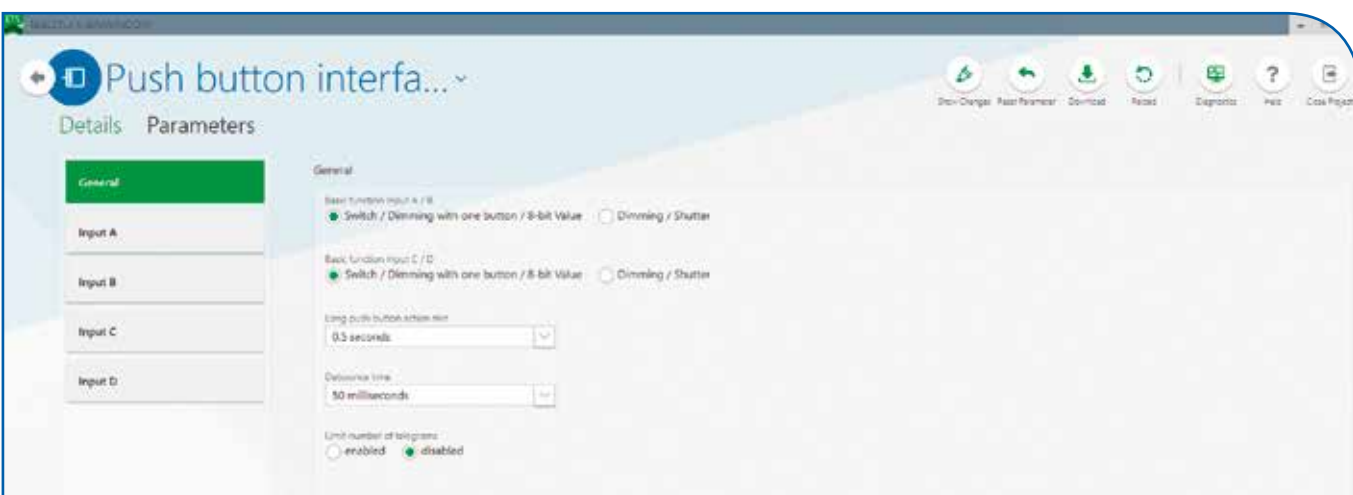 Push button interfa...
Show Changes Reset Parameter Download Reload Diagnostics Help Close Project
Details Parameters
General
Input A
Input B
Input C
Input D
General
Basic function input A / B
Switch / Dimming with one button / 8-bit Value Dimming / Shutter
Basic function input C / D
Switch / Dimming with one button / 8-bit Value Dimming / Shutter
Long push button action min
0.5 seconds
Debounce time
50 milliseconds
Limit number of telegrams
enabled disabled